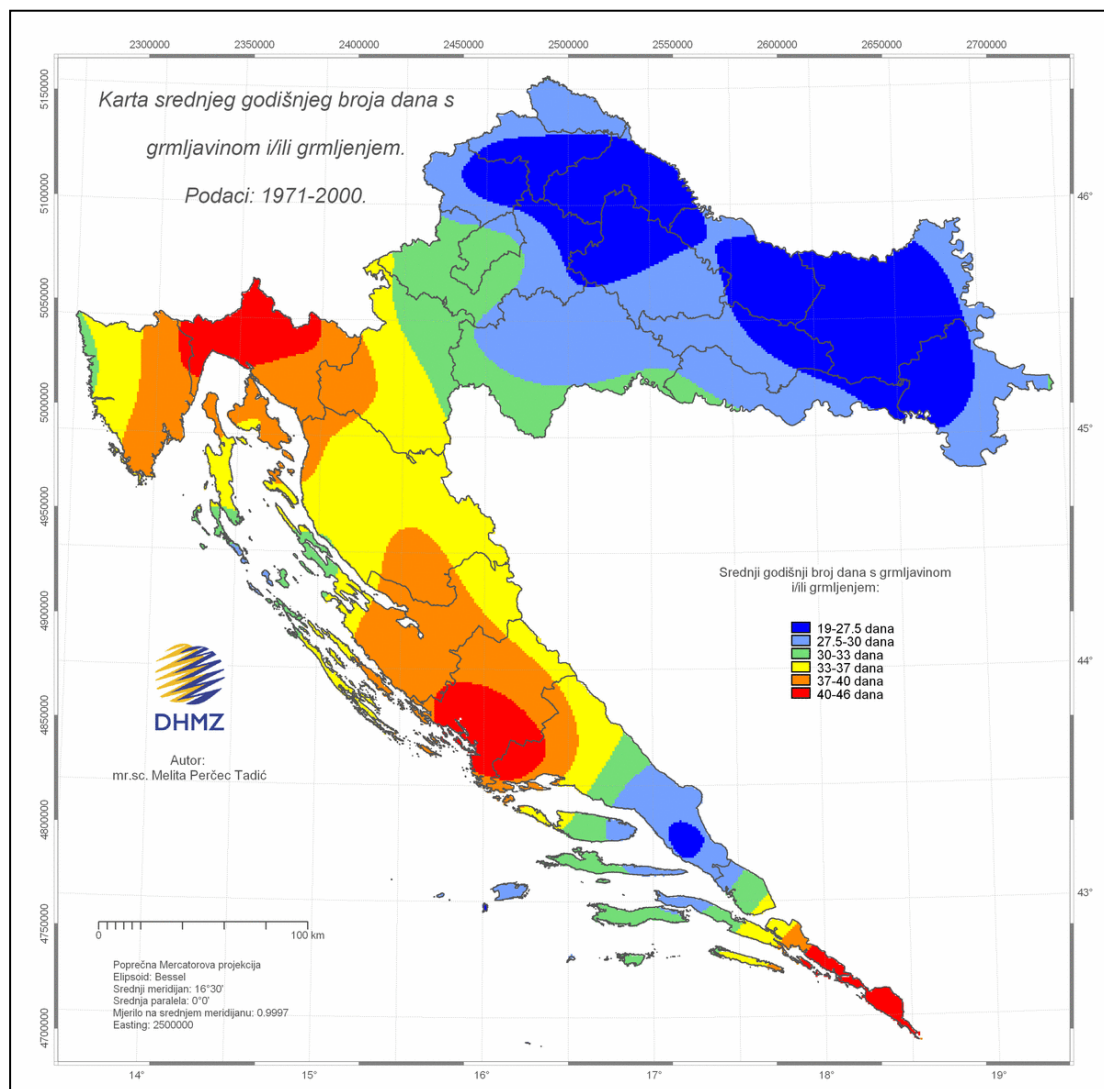 2300000 2350000 2400000 2450000 2500000 2550000 2600000 2650000 2700000
Karta srednjeg godišnjeg broja dana s
grmljavinom i/ili grmljenjem.
Podaci: 1971-2000.
5150000
5100000
5050000
5000000
4950000
4900000
4850000
4800000
4750000
4700000
46°
45°
44°
43°
Srednji godišnji broj dana s grmljavinom
i/ili grmljenjem:
19-27.5 dana
27.5-30 dana
30-33 dana
33-37 dana
37-40 dana
40-46 dana
DHMZ
Autor:
mr.sc. Melita Perčec Tadić
0 100 km
Poprečna Mercatorova projekcija
Elipsoid: Bessel
Srednji meridijan: 16°30'
Srednja paralela: 0°0'
Mjerilo na srednjem meridijanu: 0.9997
Easting: 2500000
14° 15° 16° 17° 18° 19°